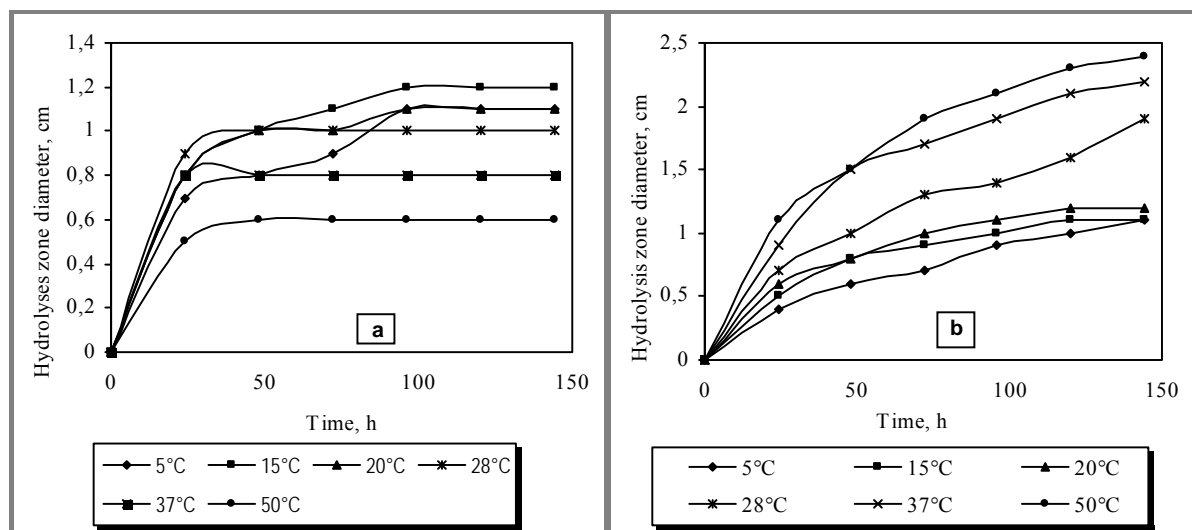 Hydrolyses zone diameter, cm
1,4
1,2
1
0,8
0,6
0,4
0,2
0
0 50 100 150
a
Time, h
5°C 15°C 20°C 28°C
37°C 50°C
Hydrolysis zone diameter, cm
2,5
2
1,5
1
0,5
0
0 50 100 150
b
Time, h
5°C 15°C 20°C
28°C 37°C 50°C